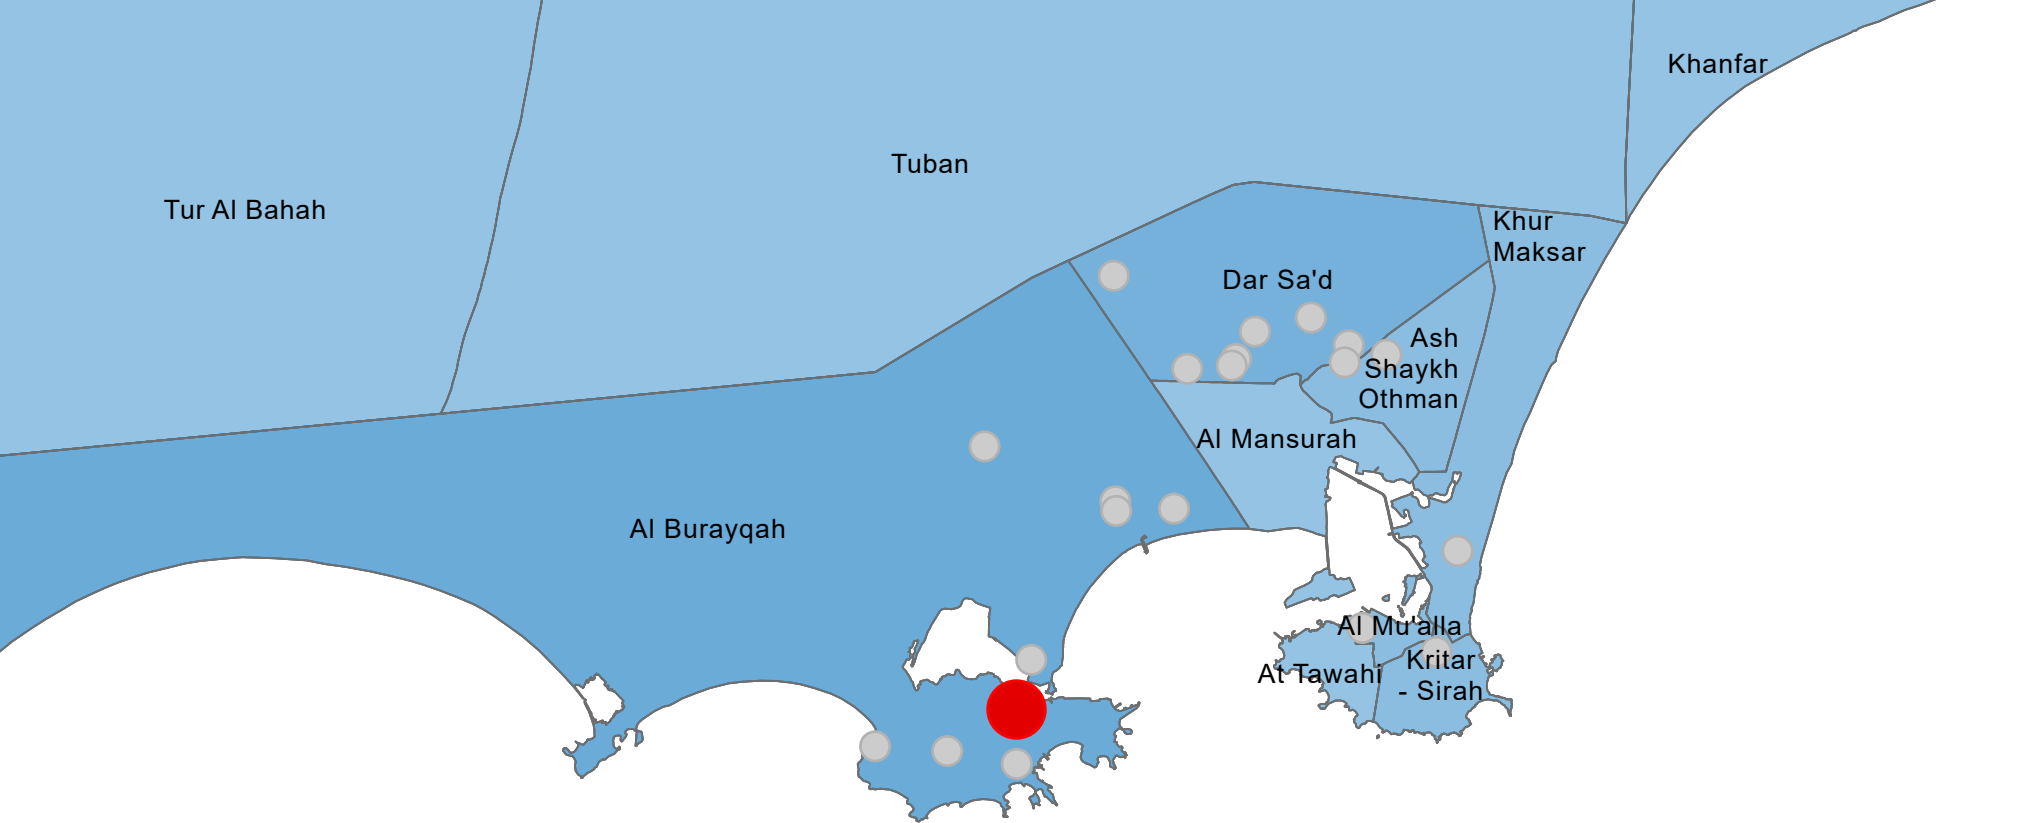 Khanfar
Tuban
Tur Al Bahah
Khur
Maksar
Dar Sa'd
Ash
Shaykh
Othman
Al Mansurah
Al Burayqah
Al Mu'alla
Kritar
- Sirah
At Tawahi